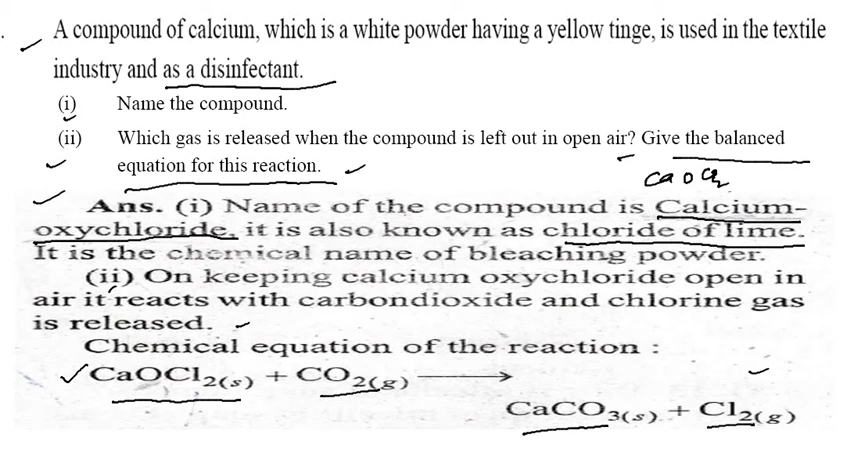 A compound of calcium, which is a white powder having a yellow tinge, is used in the textile
industry and as a disinfectant.
(i) Name the compound.
(ii) Which gas is released when the compound is left out in open air? Give the balanced
equation for this reaction.
CaOCl2
Ans. (i) Name of the compound is Calcium-
oxychloride, it is also known as chloride of lime.
It is the chemical name of bleaching powder.
(ii) On keeping calcium oxychloride open in
air it reacts with carbondioxide and chlorine gas
is released.
Chemical equation of the reaction :
CaOCl2(s) + CO2(g) ⟶
CaCO3(s) + Cl2(g)